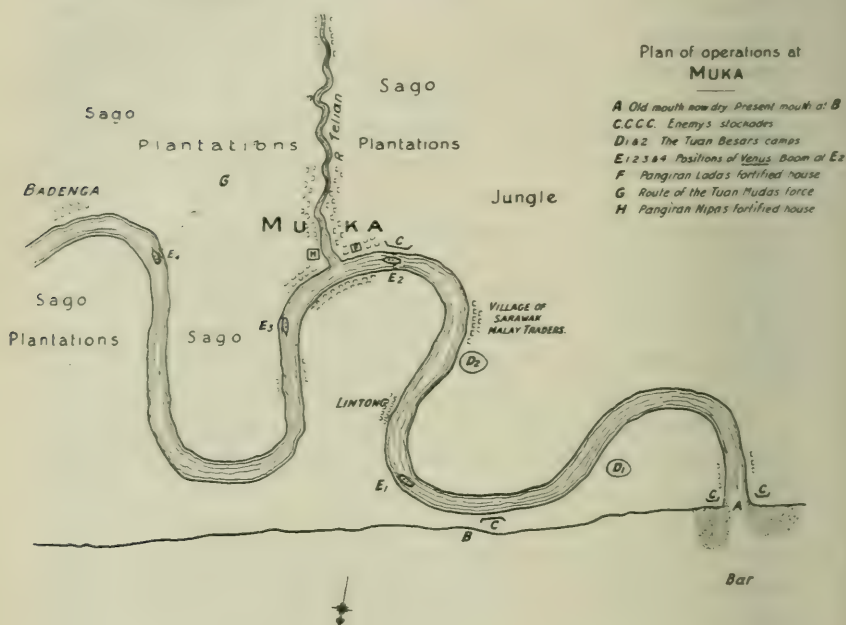 Plan of operations at
MUKA
A Old mouth now dry. Present mouth at B
C.C.C.C. Enemy's stockades
D1 & 2 The Tuan Besar's camps
E 1 2 3 & 4 Positions of Venus. Boom at E2
F Pangiran Lada's fortified house
G Route of the Tuan Muda's force
H Pangiran Nipa's fortified house
Sago
Plantations
G
R. Telian
Sago
Plantations
Jungle
BADENGA
MUKA
H
F
C
E4
E2
Sago
Plantations
Sago
E3
VILLAGE OF
SARAWAK
MALAY TRADERS.
D2
LINTONG
D1
E1
C
B
C
A
C
Bar